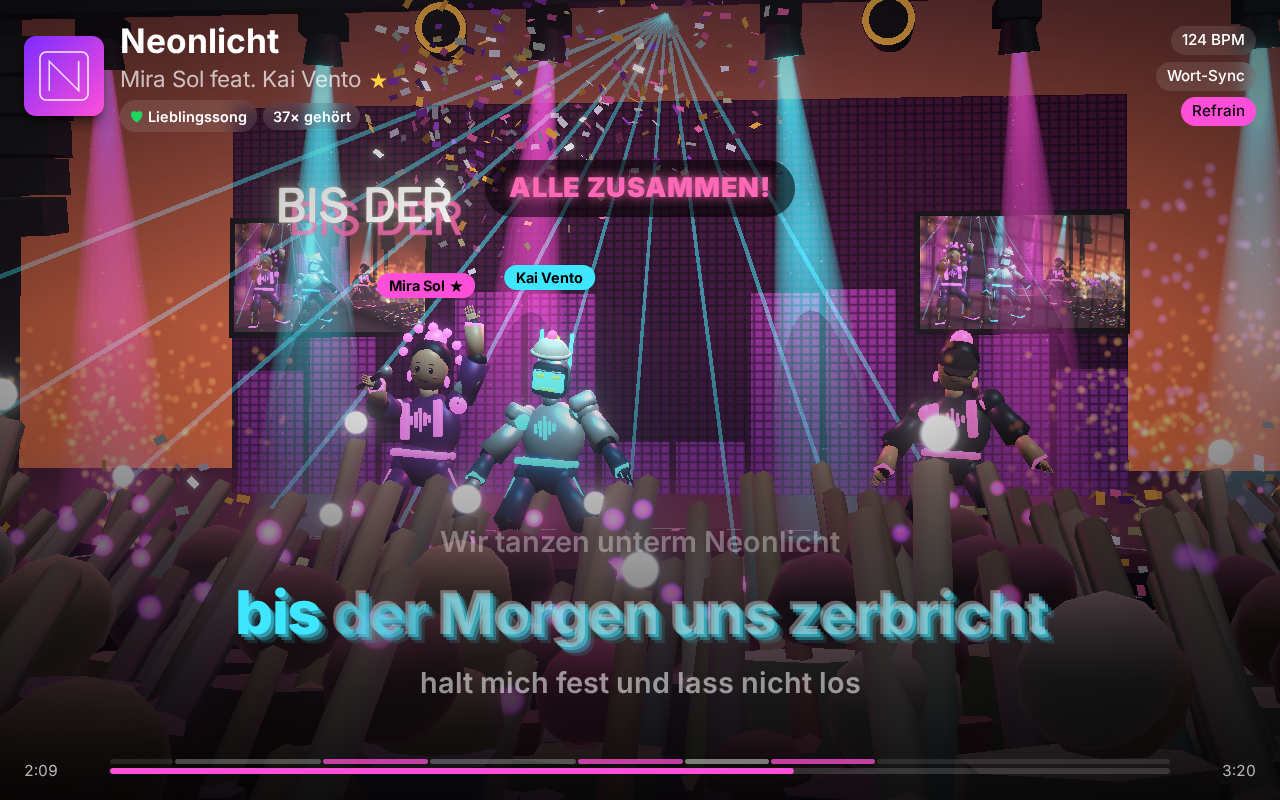 N
Neonlicht
Mira Sol feat. Kai Vento ★
Lieblingssong
37× gehört
124 BPM
Wort-Sync
Refrain
BIS DER
BIS DER
ALLE ZUSAMMEN!
Mira Sol ★
Kai Vento
Wir tanzen unterm Neonlicht
bis der Morgen uns zerbricht
halt mich fest und lass nicht los
2:09
3:20